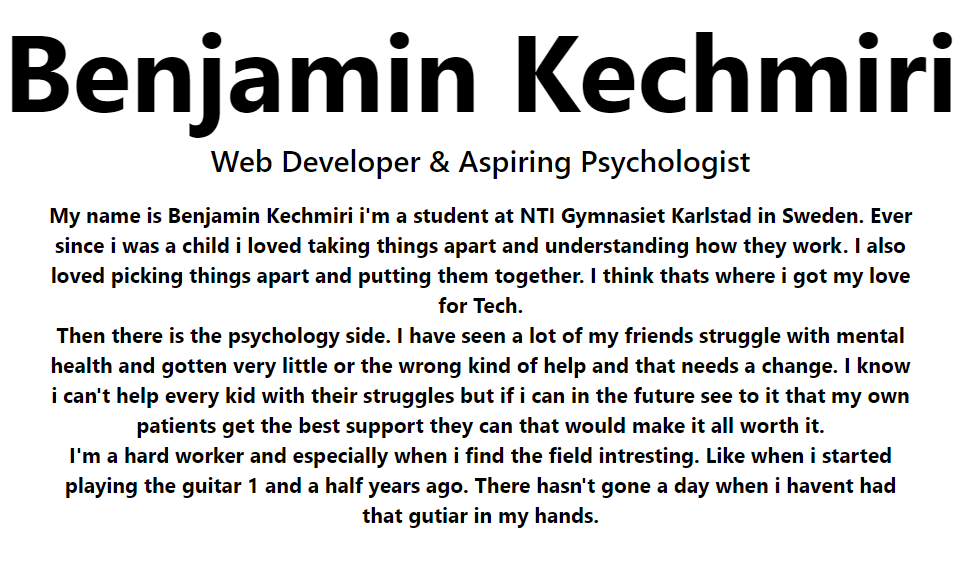 Benjamin Kechmiri
Web Developer & Aspiring Psychologist
My name is Benjamin Kechmiri i'm a student at NTI Gymnasiet Karlstad in Sweden. Ever
since i was a child i loved taking things apart and understanding how they work. I also
loved picking things apart and putting them together. I think thats where i got my love
for Tech.
Then there is the psychology side. I have seen a lot of my friends struggle with mental
health and gotten very little or the wrong kind of help and that needs a change. I know
i can't help every kid with their struggles but if i can in the future see to it that my own
patients get the best support they can that would make it all worth it.
I'm a hard worker and especially when i find the field intresting. Like when i started
playing the guitar 1 and a half years ago. There hasn't gone a day when i havent had
that gutiar in my hands.